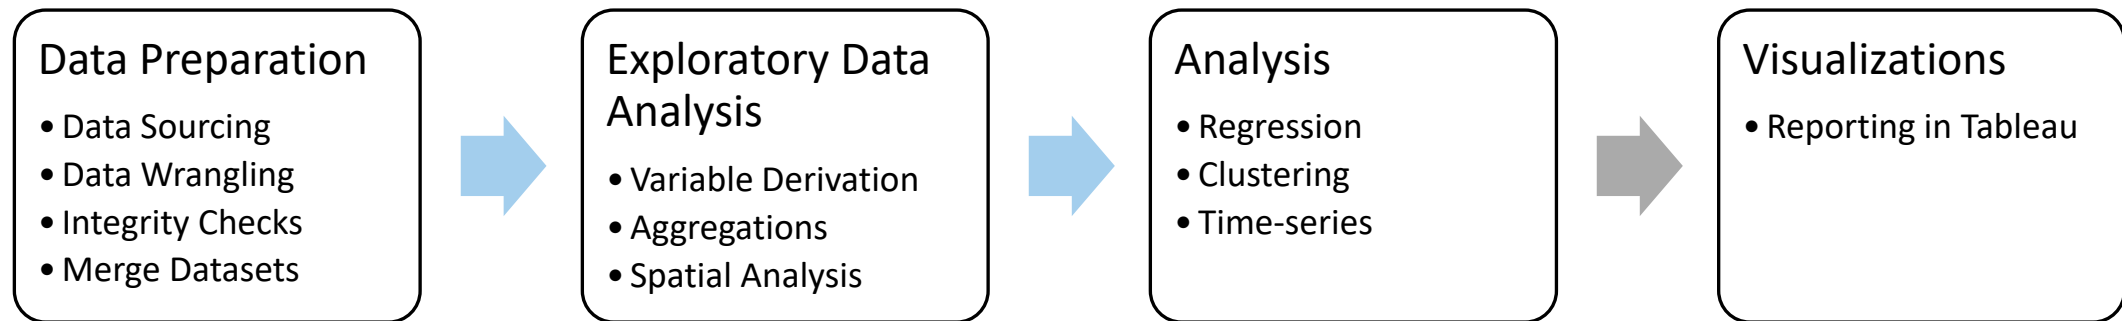 Data Preparation
• Data Sourcing
• Data Wrangling
• Integrity Checks
• Merge Datasets
Exploratory Data
Analysis
• Variable Derivation
• Aggregations
• Spatial Analysis
Analysis
• Regression
• Clustering
• Time-series
Visualizations
• Reporting in Tableau